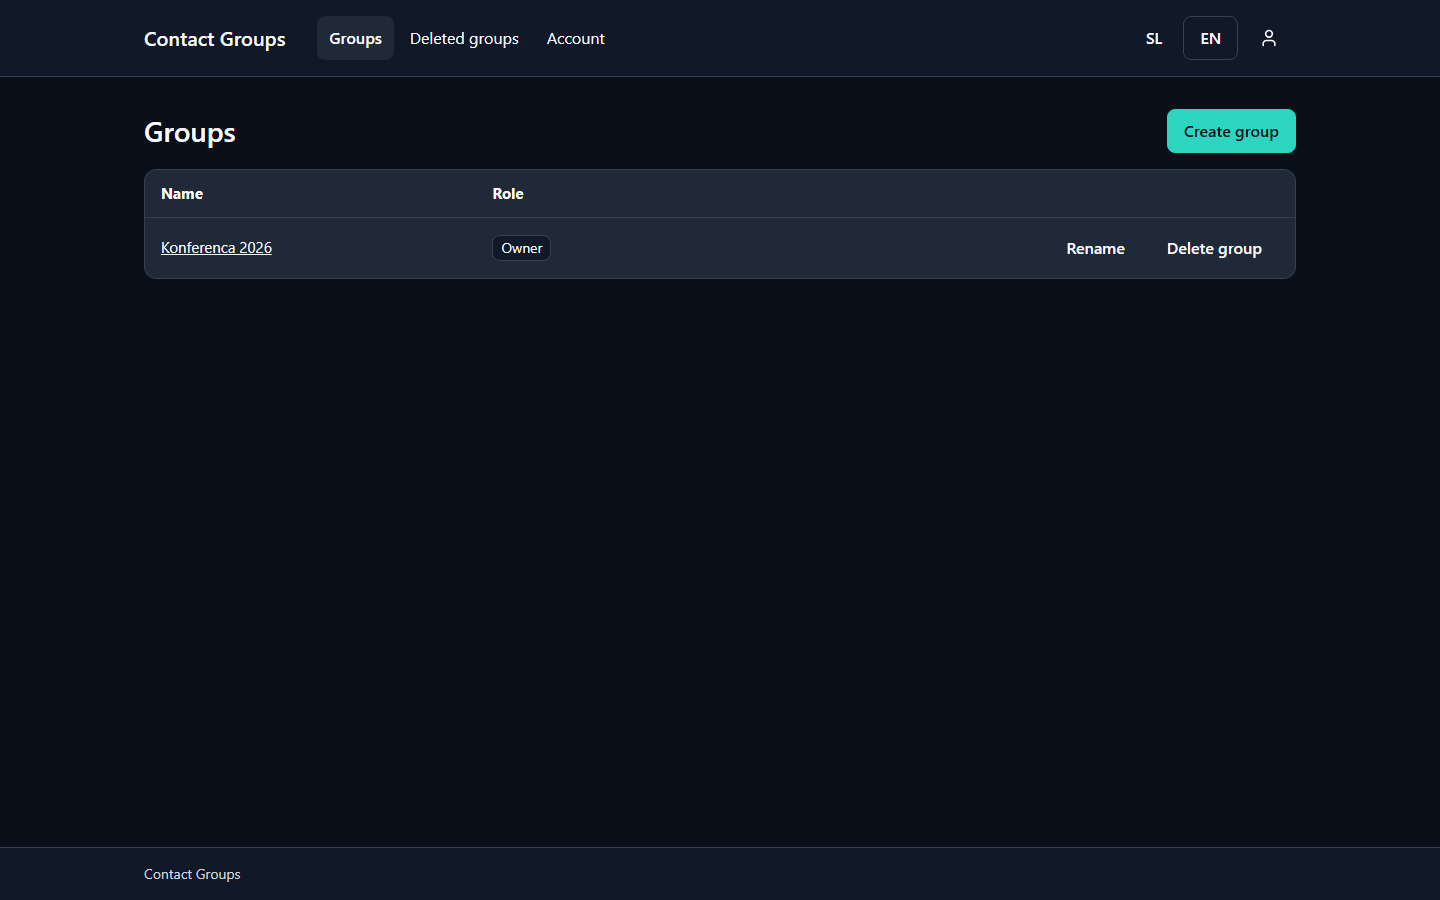 Contact Groups Groups Deleted groups Account SL EN
Groups Create group
Name Role
Konferenca 2026 Owner Rename Delete group
Contact Groups